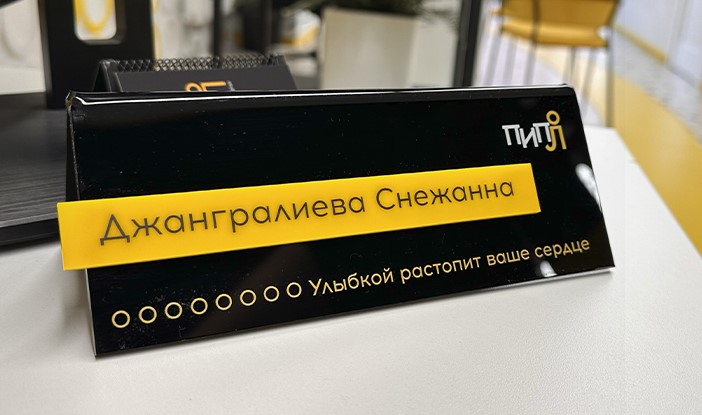 ПИПЛ
Джангралиева Снежанна
Улыбкой растопит ваше сердце